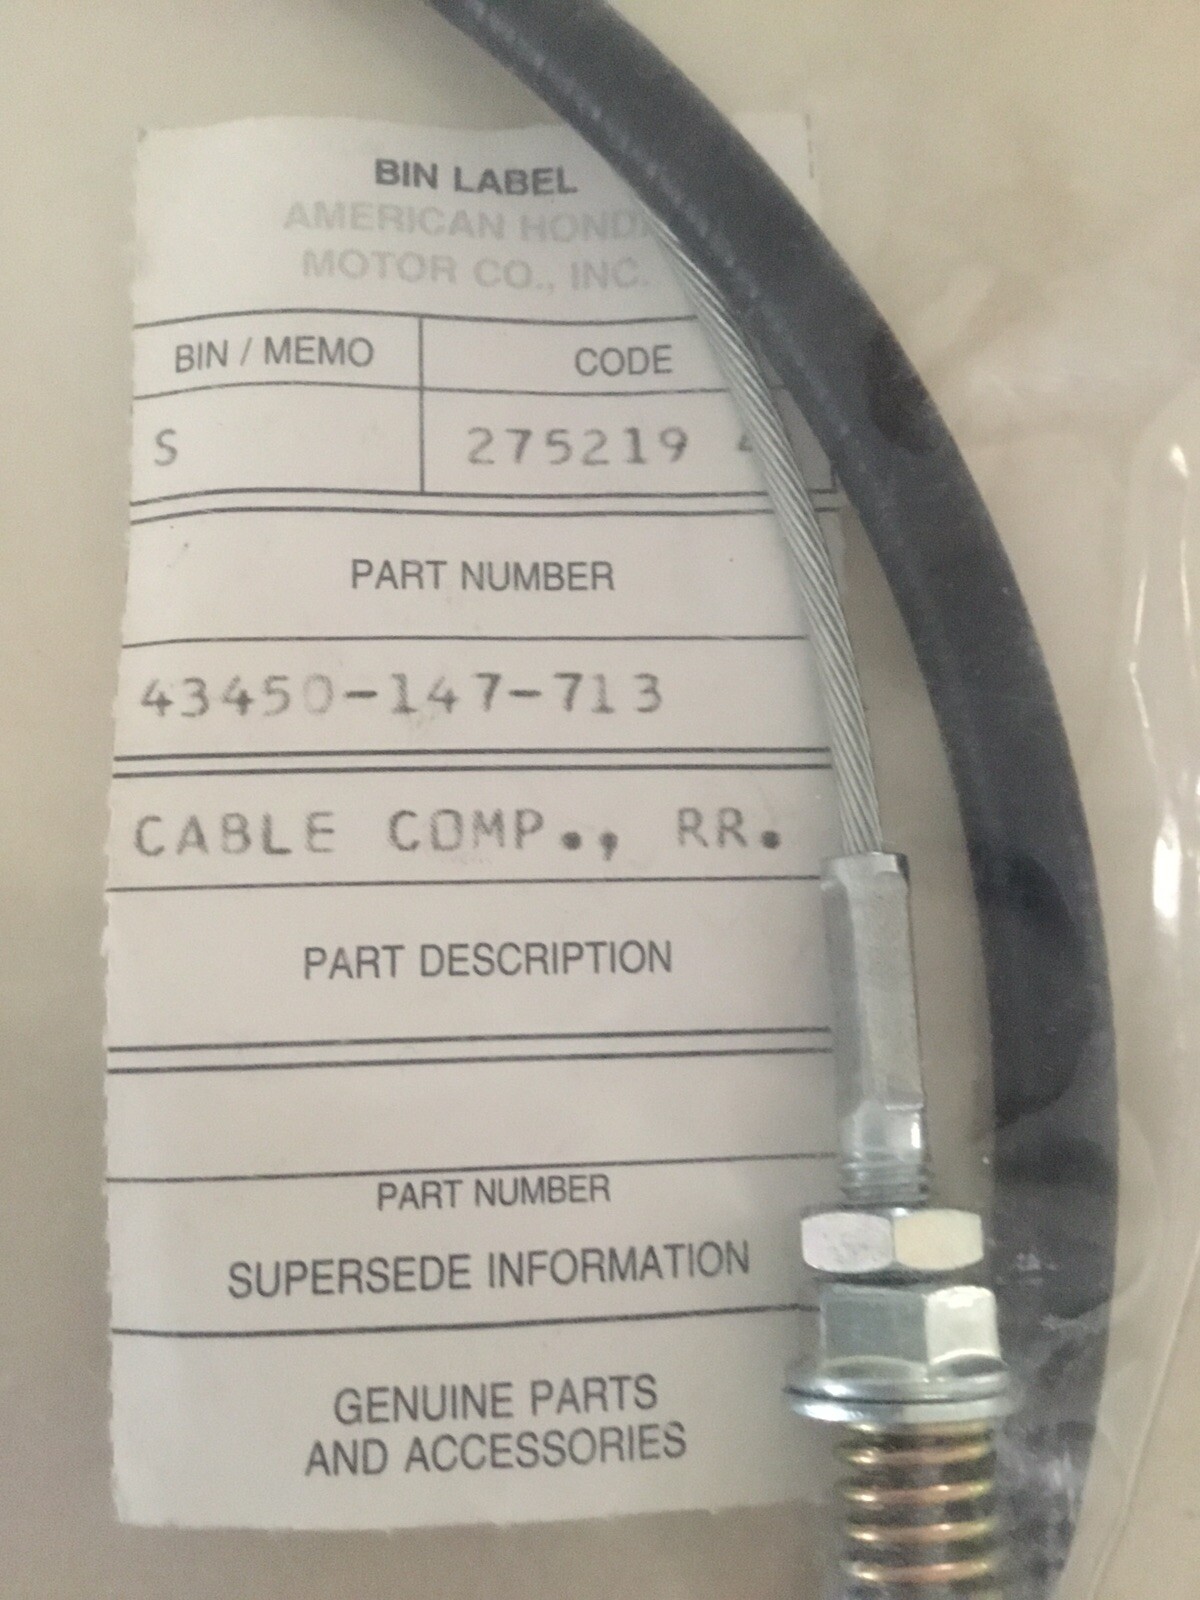 BIN LABEL
AMERICAN HONDA
MOTOR CO., INC.
BIN / MEMO CODE
S 275219
PART NUMBER
43450-147-713
CABLE COMP., RR.
PART DESCRIPTION
PART NUMBER
SUPERSEDE INFORMATION
GENUINE PARTS
AND ACCESSORIES